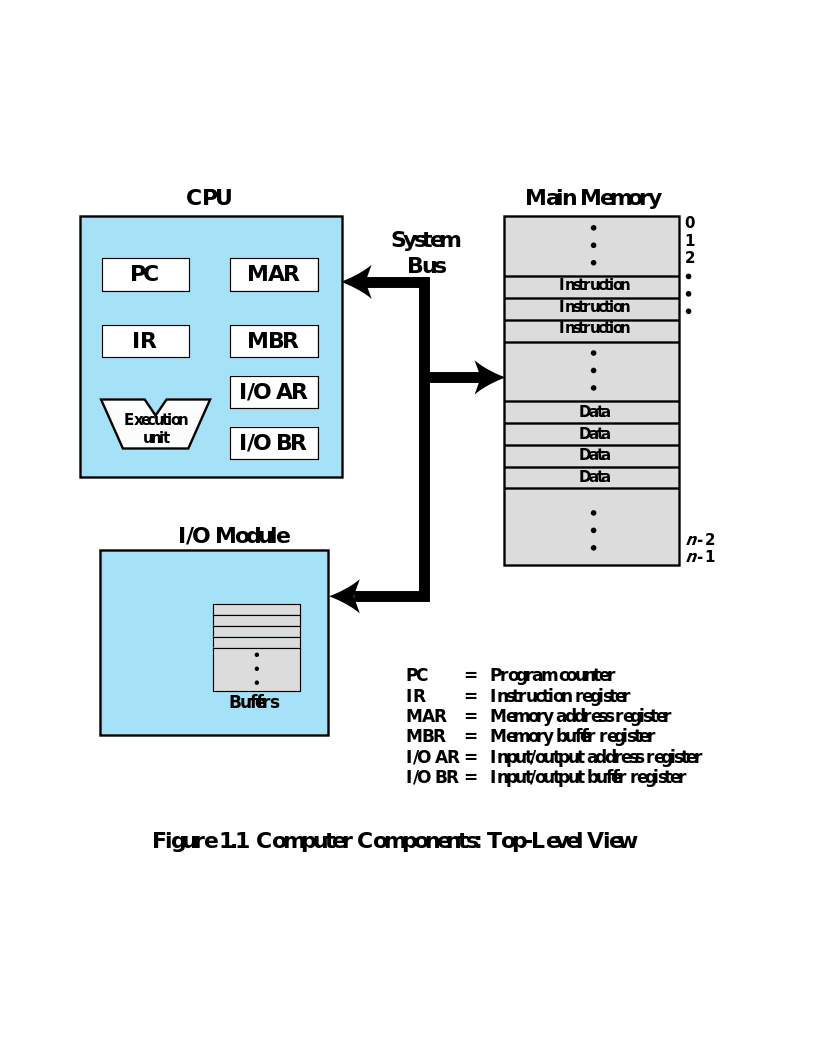 CPU
Main Memory
System
Bus
0
1
2
PC
MAR
IR
MBR
I/O AR
I/O BR
Execution
unit
Instruction
Instruction
Instruction
Data
Data
Data
Data
n-2
n-1
I/O Module
Buffers
PC = Program counter
IR = Instruction register
MAR = Memory address register
MBR = Memory buffer register
I/O AR = Input/output address register
I/O BR = Input/output buffer register
Figure 1.1 Computer Components: Top-Level View